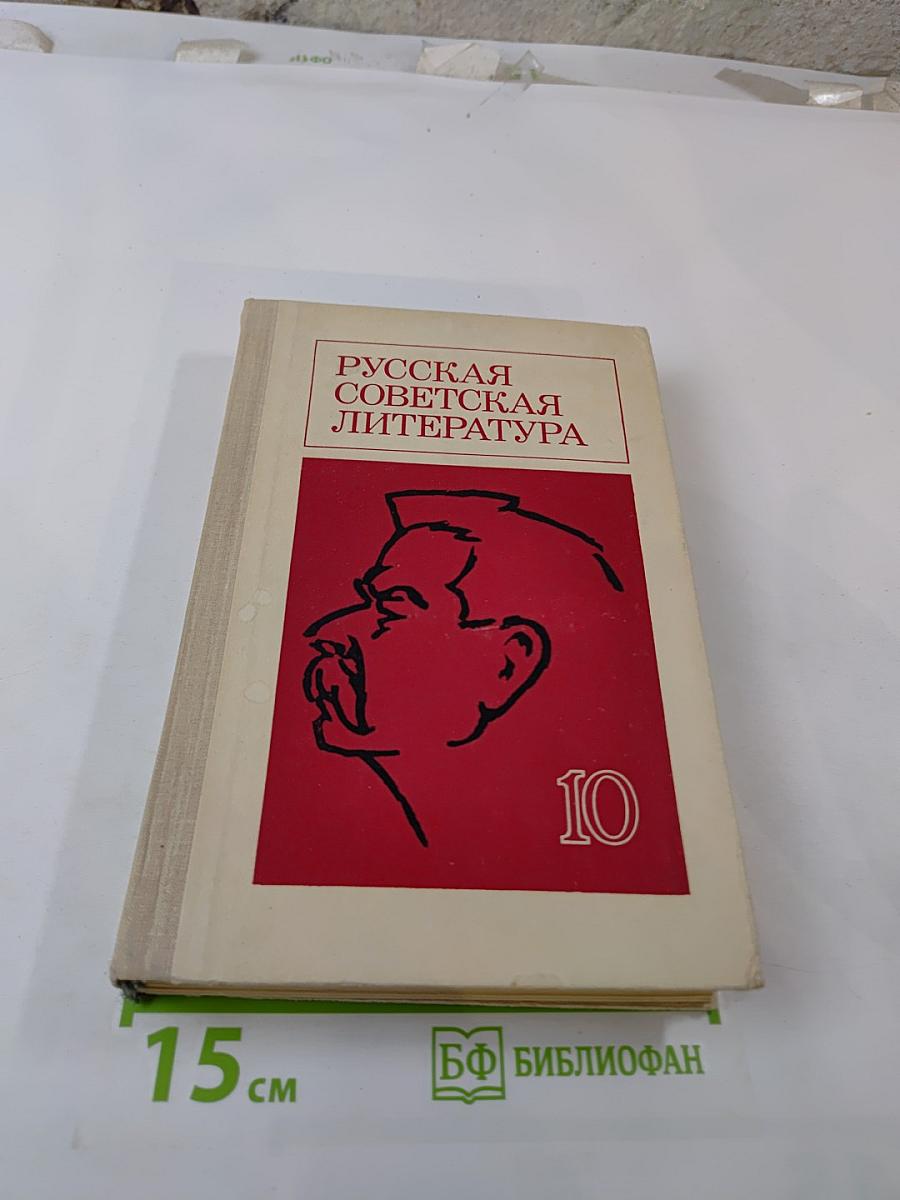 РУССКАЯ
СОВЕТСКАЯ
ЛИТЕРАТУРА
10
15 см
БФ БИБЛИОФАН